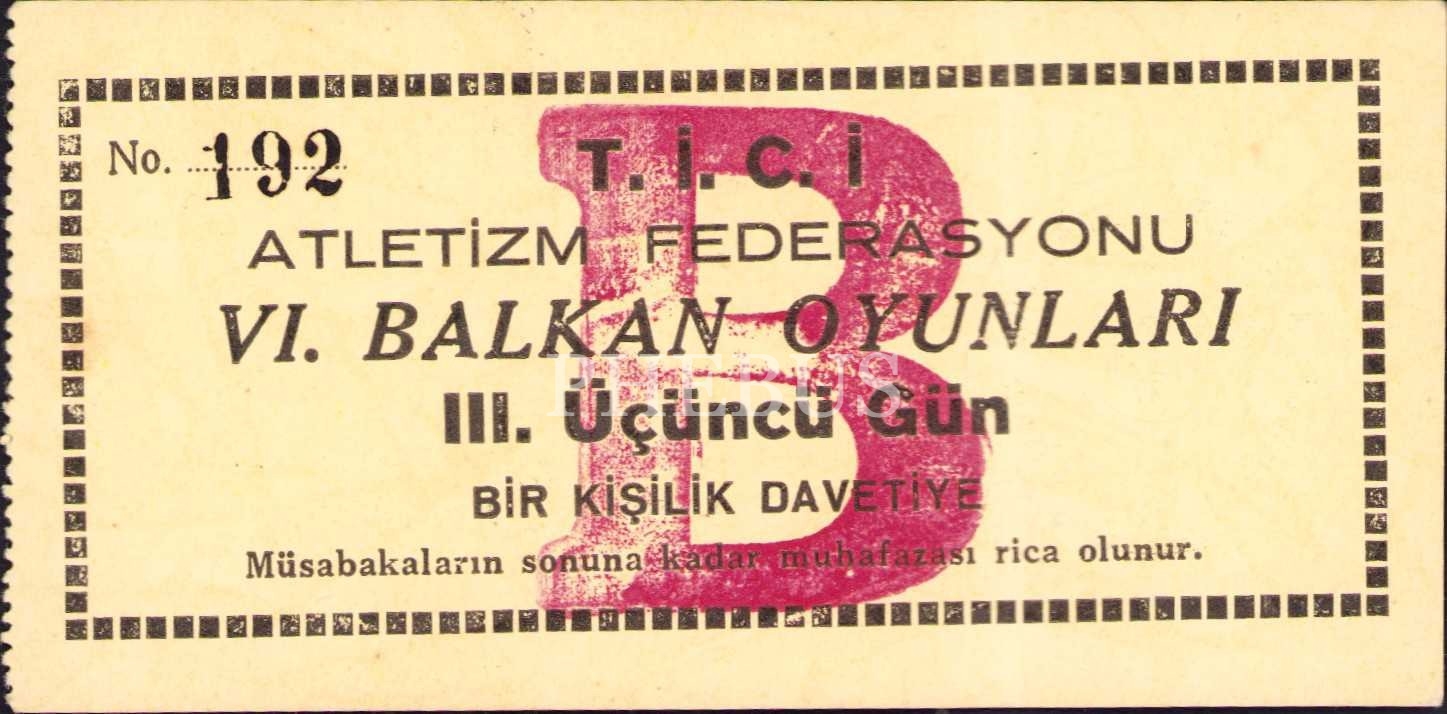 No. 192
T. İ. C. İ
ATLETİZM FEDERASYONU
VI. BALKAN OYUNLARI
III. Üçüncü Gün
BİR KİŞİLİK DAVETİYE
Müsabakaların sonuna kadar muhafazası rica olunur.
B
PHEBUS